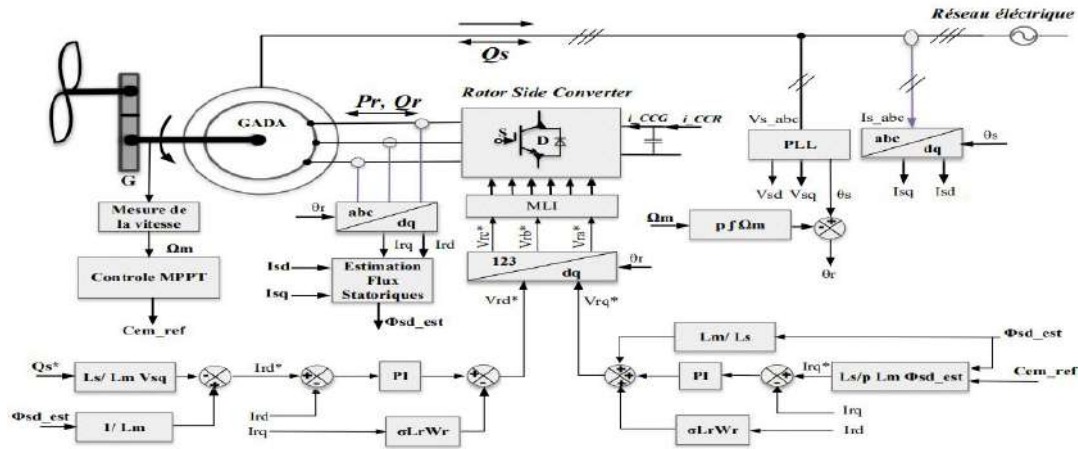 Réseau électrique
Qs
Pr, Qr
Rotor Side Converter
GADA
S
D
i_CCG
i_CCR
Vs_abc
Is_abc
G
PLL
abc
dq
θs
Vsd
Vsq
θs
Isq
Isd
Mesure de
la vitesse
θr
abc
dq
MLI
Ωm
p ∫ Ωm
Ωm
Irq
Ird
Vrc*
Vrb*
Vra*
θr
Controle MPPT
Isd
Isq
Estimation
Flux
Statoriques
123
dq
θr
Cem_ref
Φsd_est
Vrd*
Vrq*
Lm/ Ls
Φsd_est
Qs*
Ls/ Lm Vsq
Ird*
PI
PI
Irq*
Ls/p Lm Φsd_est
Cem_ref
Φsd_est
1/ Lm
Ird
Irq
σLrWr
σLrWr
Irq
Ird